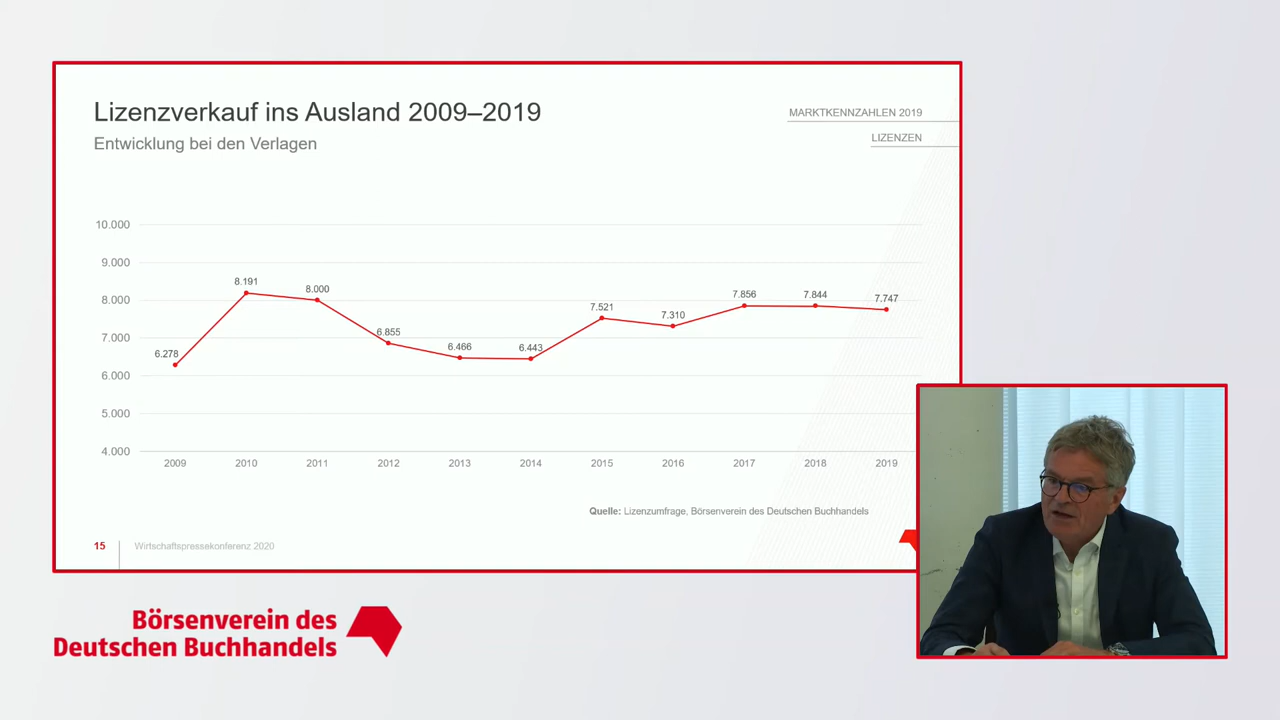 Lizenzverkauf ins Ausland 2009–2019
Entwicklung bei den Verlagen
MARKTKENNZAHLEN 2019
LIZENZEN
10.000
9.000
8.000
7.000
6.000
5.000
4.000
6.278
8.191
8.000
6.855
6.466
6.443
7.521
7.310
7.856
7.844
7.747
2009 2010 2011 2012 2013 2014 2015 2016 2017 2018 2019
Quelle: Lizenzumfrage, Börsenverein des Deutschen Buchhandels
15 Wirtschaftspressekonferenz 2020
Börsenverein des
Deutschen Buchhandels